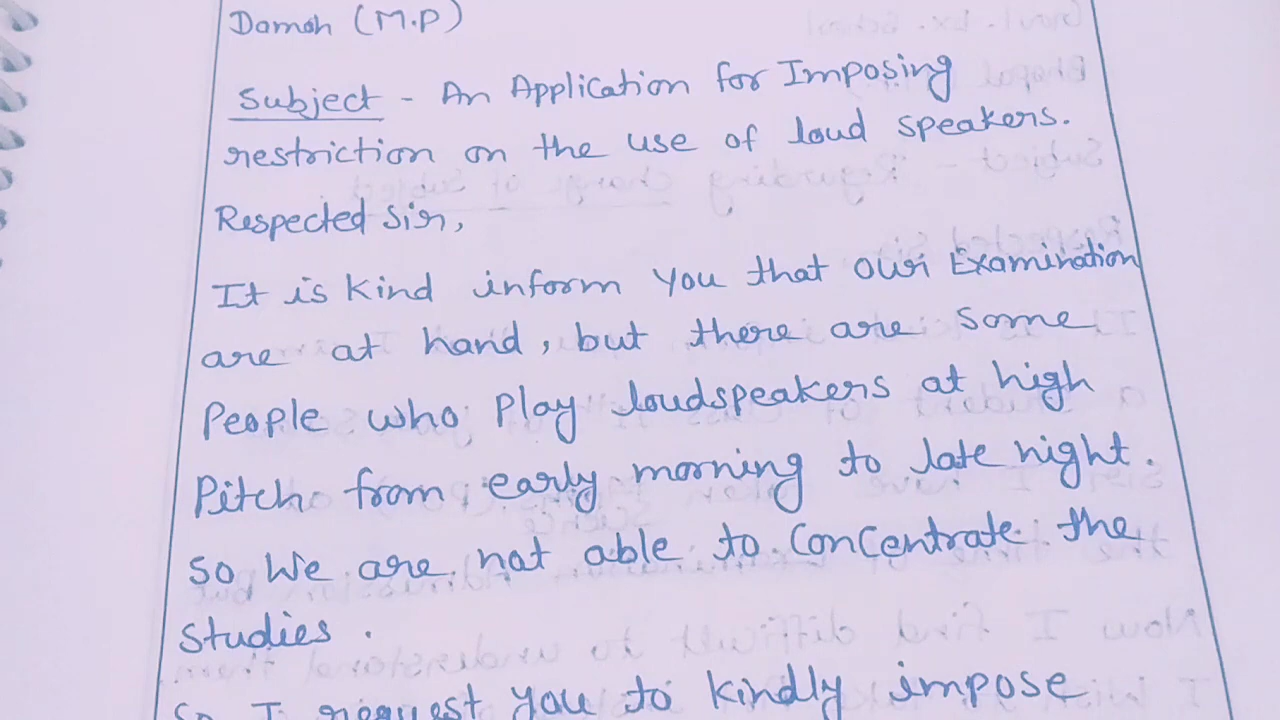 Damoh (M.P)
Subject - An Application for Imposing
restriction on the use of loud speakers.
Respected Sir,
It is kind inform you that our Examination
are at hand, but there are some
People who Play loudspeakers at high
Pitch from early morning to late night.
so We are not able to concentrate the
Studies.
So I request you to kindly impose